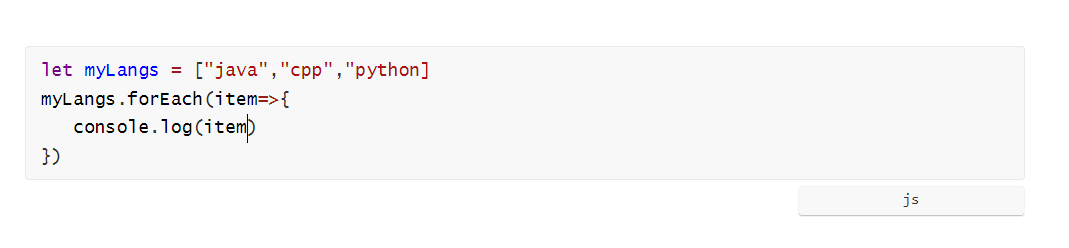 let myLangs = ["java","cpp","python]
myLangs.forEach(item=>{
   console.log(item)
})
js